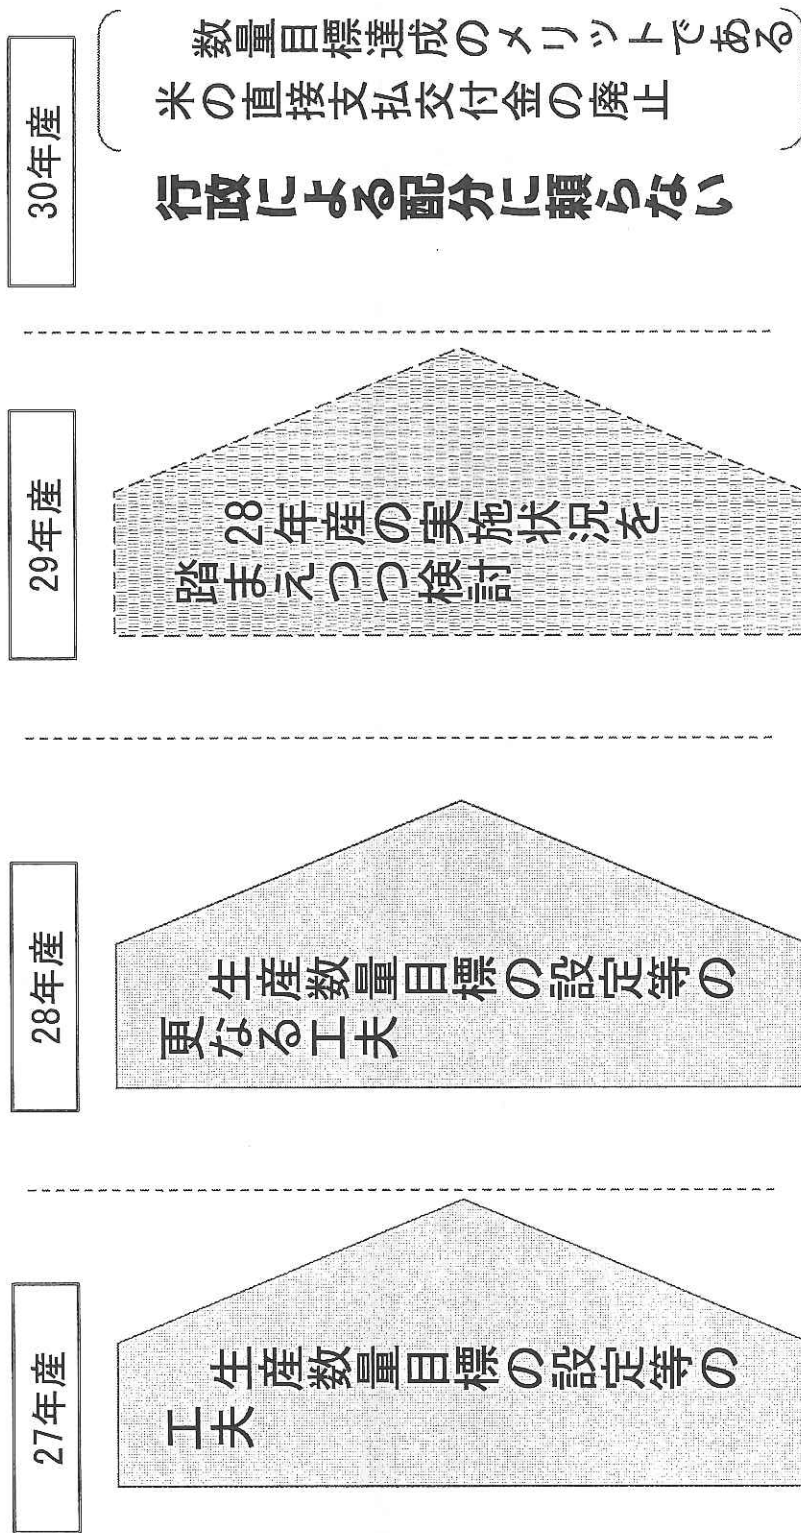 27年産
生産数量目標の設定等の
工夫
28年産
生産数量目標の設定等の
更なる工夫
29年産
28年産の実施状況を
踏まえつつ検討
30年産
行政による配分に頼らない
数量目標達成のメリットである
米の直接支払交付金の廃止